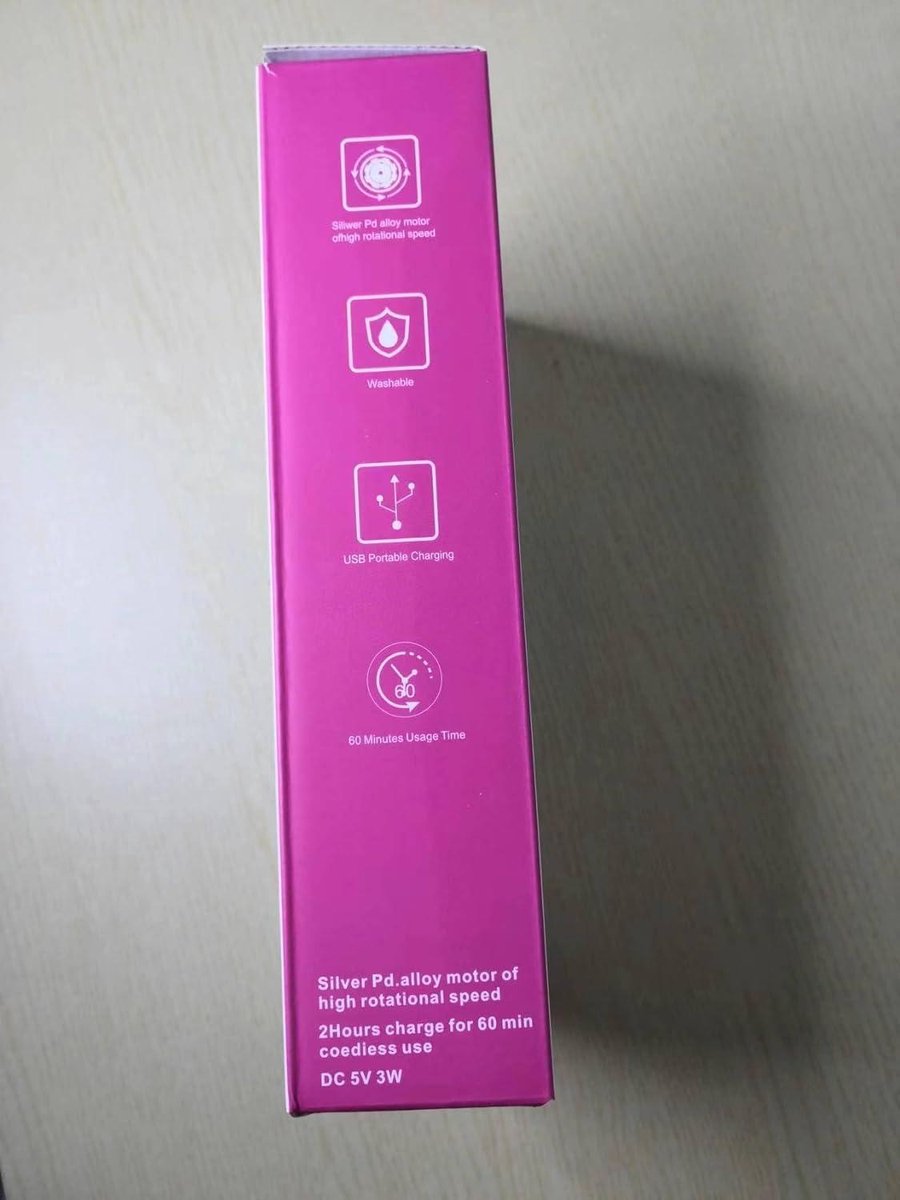 Siliwer Pd alloy motor
ofhigh rotational speed
Washable
USB Portable Charging
60
60 Minutes Usage Time
Silver Pd.alloy motor of
high rotational speed
2Hours charge for 60 min
coediess use
DC 5V 3W